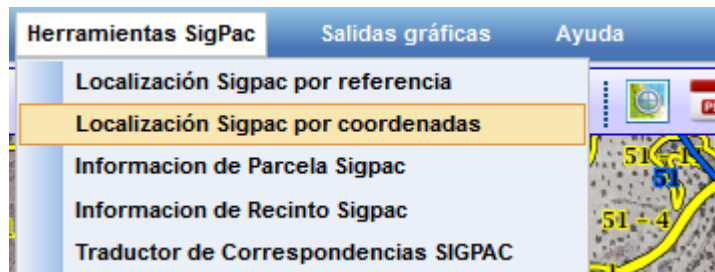 Herramientas SigPac Salidas gráficas Ayuda
Localización Sigpac por referencia
Localización Sigpac por coordenadas
Informacion de Parcela Sigpac
Informacion de Recinto Sigpac
Traductor de Correspondencias SIGPAC
51
51 - 4